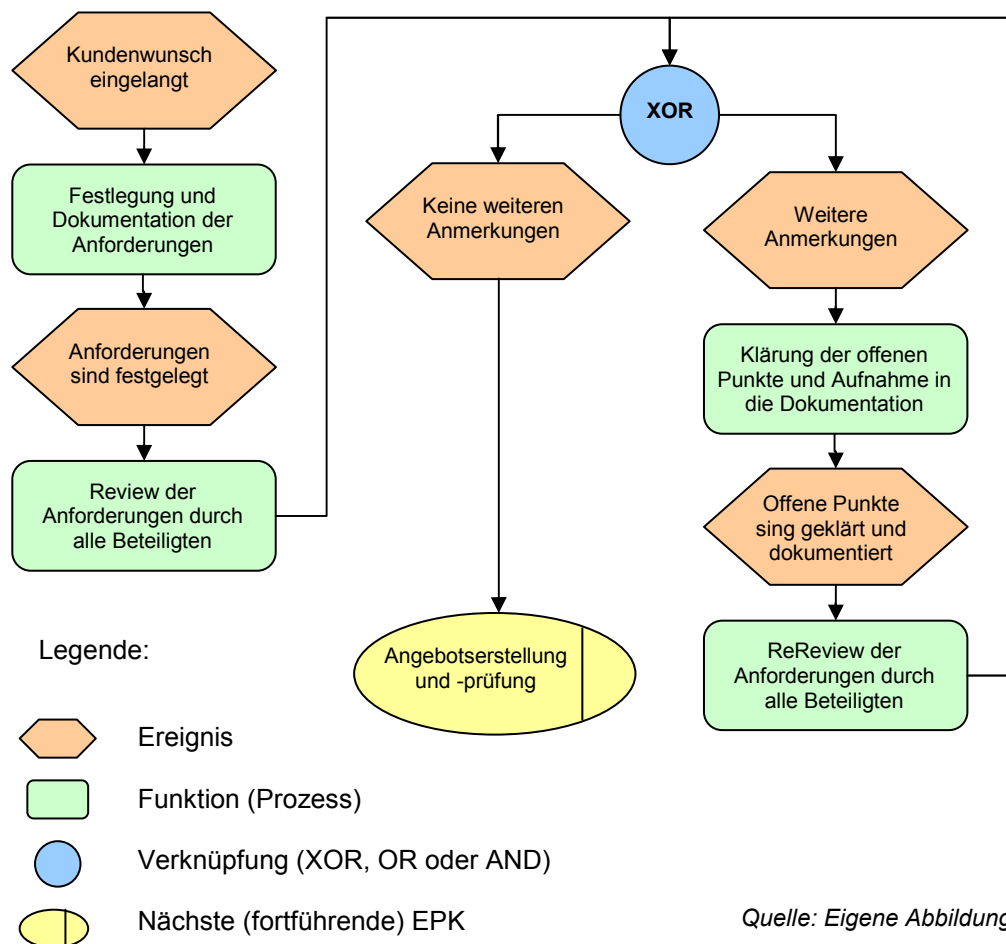 Kundenwunsch
eingelangt
Festlegung und
Dokumentation der
Anforderungen
Anforderungen
sind festgelegt
Review der
Anforderungen durch
alle Beteiligten
XOR
Keine weiteren
Anmerkungen
Angebotserstellung
und -prüfung
Weitere
Anmerkungen
Klärung der offenen
Punkte und Aufnahme in
die Dokumentation
Offene Punkte
sing geklärt und
dokumentiert
ReReview der
Anforderungen durch
alle Beteiligten
Legende:
Ereignis
Funktion (Prozess)
Verknüpfung (XOR, OR oder AND)
Nächste (fortführende) EPK
Quelle: Eigene Abbildung